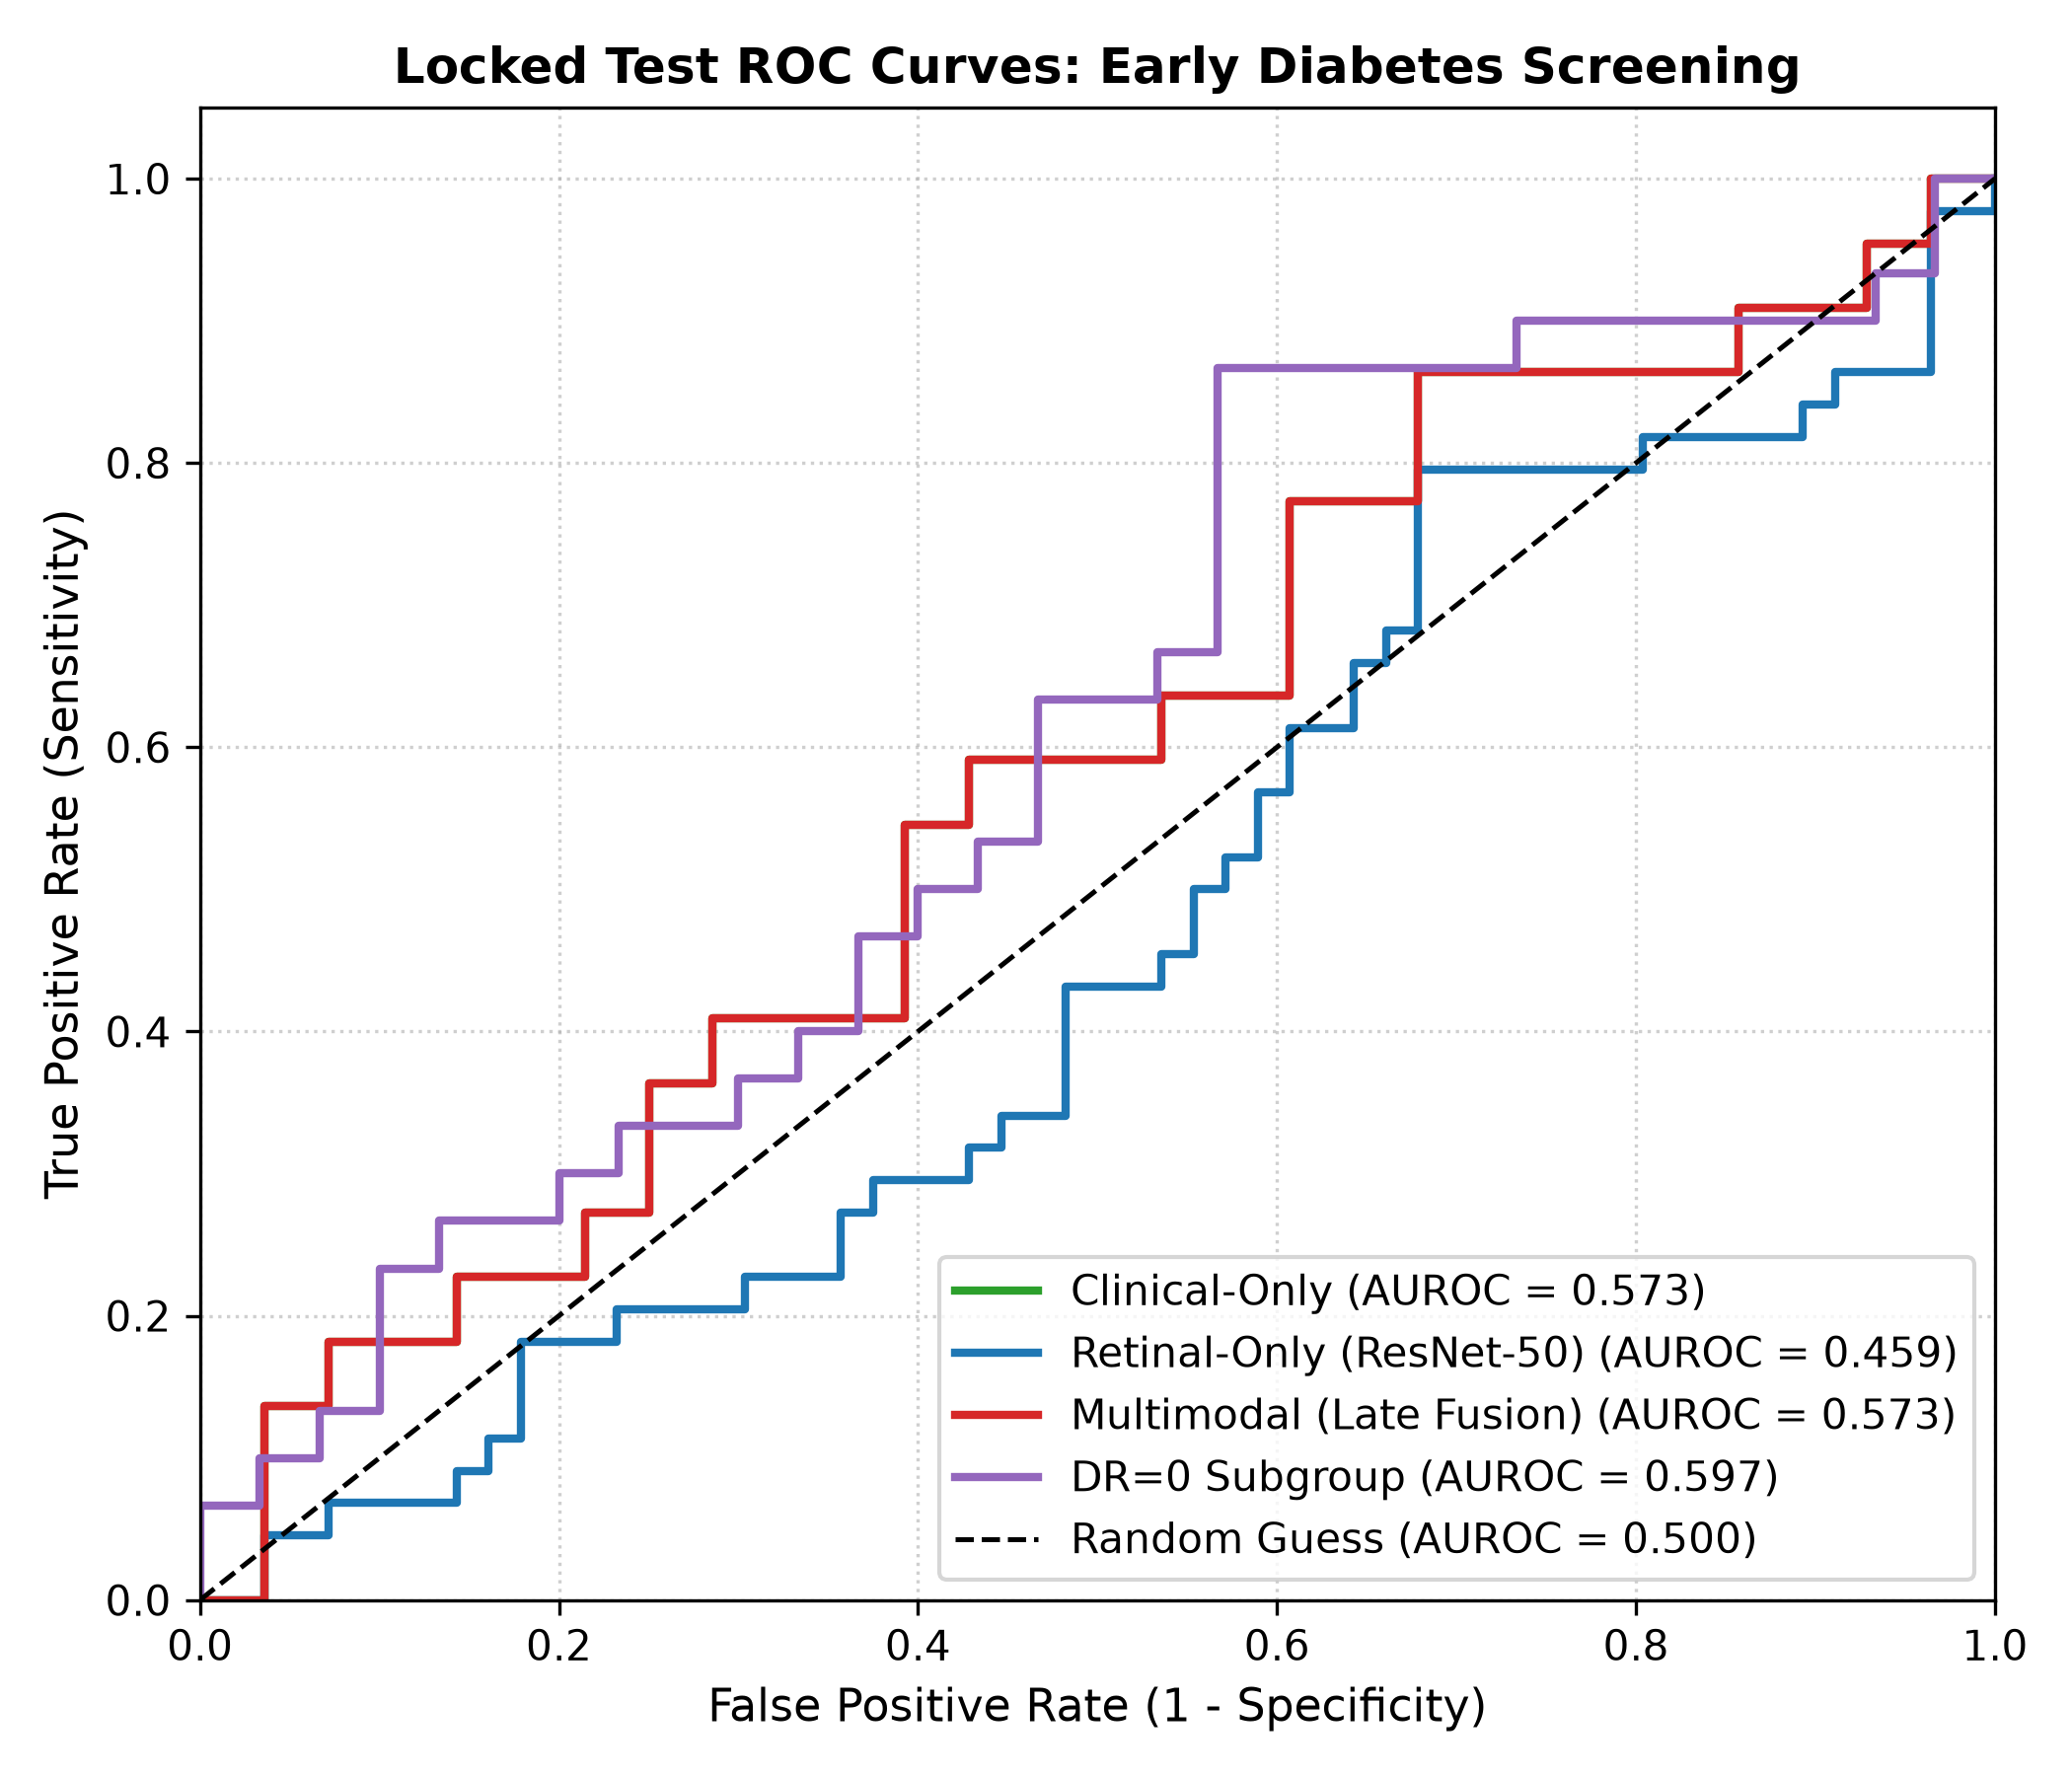 Locked Test ROC Curves: Early Diabetes Screening
True Positive Rate (Sensitivity)
1.0
0.8
0.6
0.4
0.2
0.0
Clinical-Only (AUROC = 0.573)
Retinal-Only (ResNet-50) (AUROC = 0.459)
Multimodal (Late Fusion) (AUROC = 0.573)
DR=0 Subgroup (AUROC = 0.597)
Random Guess (AUROC = 0.500)
0.0 0.2 0.4 0.6 0.8 1.0
False Positive Rate (1 - Specificity)